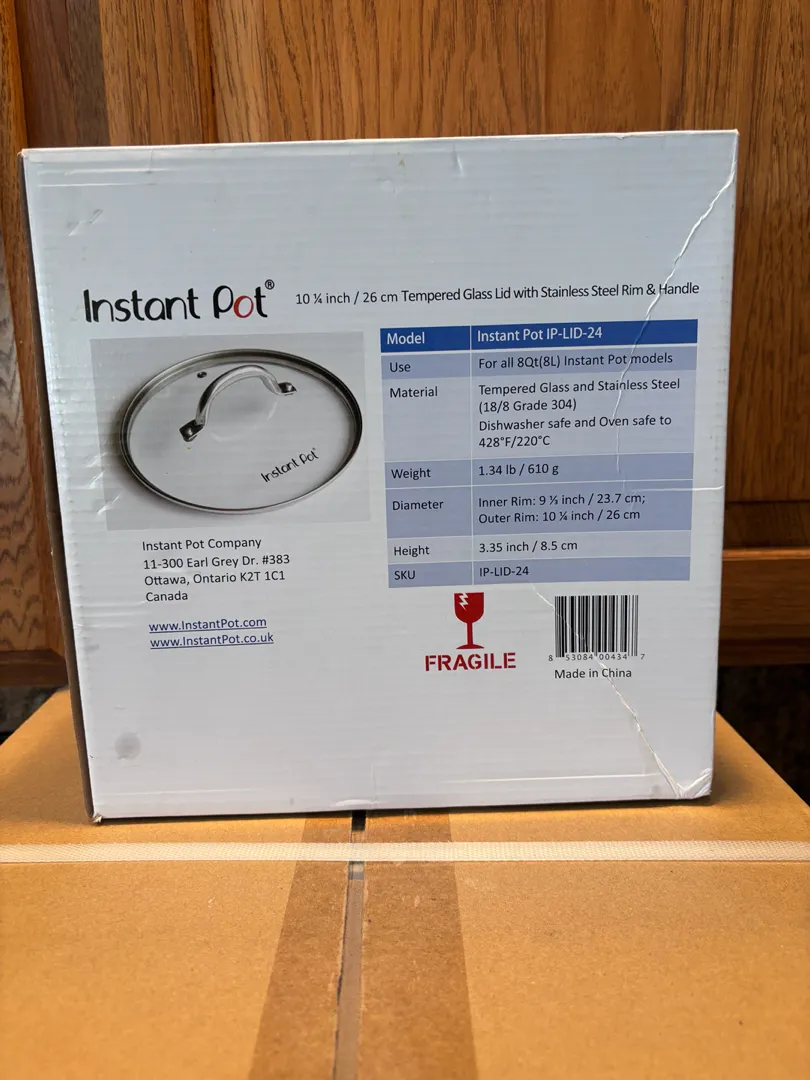 Instant Pot®
10 ¼ inch / 26 cm Tempered Glass Lid with Stainless Steel Rim & Handle
Instant Pot®
Model Instant Pot IP-LID-24
Use For all 8Qt(8L) Instant Pot models
Material Tempered Glass and Stainless Steel
(18/8 Grade 304)
Dishwasher safe and Oven safe to
428°F/220°C
Weight 1.34 lb / 610 g
Diameter Inner Rim: 9 ⅓ inch / 23.7 cm;
Outer Rim: 10 ¼ inch / 26 cm
Height 3.35 inch / 8.5 cm
SKU IP-LID-24
Instant Pot Company
11-300 Earl Grey Dr. #383
Ottawa, Ontario K2T 1C1
Canada
www.InstantPot.com
www.InstantPot.co.uk
FRAGILE
8 53084 00434 7
Made in China